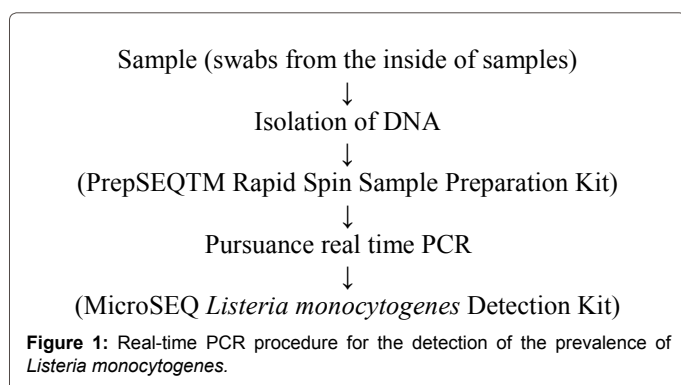 Sample (swabs from the inside of samples)
↓
Isolation of DNA
↓
(PrepSEQTM Rapid Spin Sample Preparation Kit)
↓
Pursuance real time PCR
↓
(MicroSEQ Listeria monocytogenes Detection Kit)
Figure 1: Real-time PCR procedure for the detection of the prevalence of
Listeria monocytogenes.